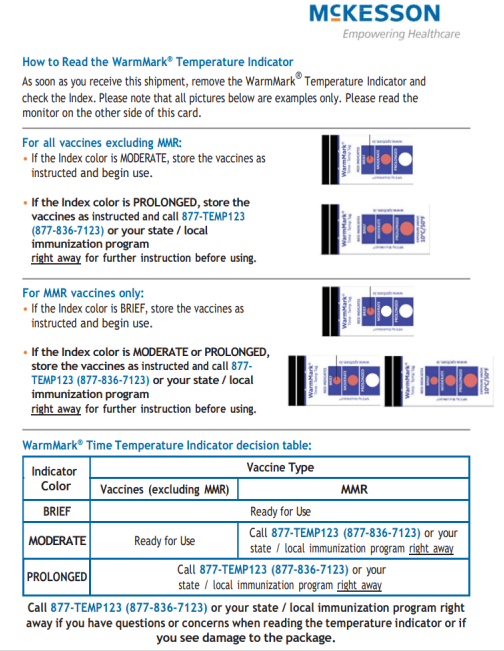 MCKESSON
Empowering Healthcare
How to Read the WarmMark® Temperature Indicator
As soon as you receive this shipment, remove the WarmMark® Temperature Indicator and
check the Index. Please note that all pictures below are examples only. Please read the
monitor on the other side of this card.
For all vaccines excluding MMR:
• If the Index color is MODERATE, store the vaccines as
instructed and begin use.
• If the Index color is PROLONGED, store the
vaccines as instructed and call 877-TEMP123
(877-836-7123) or your state / local
immunization program
right away for further instruction before using.
WarmMark®
WarmMark®
10°C/50°F
For MMR vaccines only:
• If the Index color is BRIEF, store the vaccines as
instructed and begin use.
• If the Index color is MODERATE or PROLONGED,
store the vaccines as instructed and call 877-
TEMP123 (877-836-7123) or your state / local
immunization program
right away for further instruction before using.
WarmMark®
WarmMark®
WarmMark®
10°C/50°F
WarmMark® Time Temperature Indicator decision table:
Indicator Color
Vaccine Type
Vaccines (excluding MMR)
MMR
BRIEF
Ready for Use
MODERATE
Ready for Use
Call 877-TEMP123 (877-836-7123) or your
state / local immunization program right away
PROLONGED
Call 877-TEMP123 (877-836-7123) or your
state / local immunization program right away
Call 877-TEMP123 (877-836-7123) or your state / local immunization program right
away if you have questions or concerns when reading the temperature indicator or if
you see damage to the package.